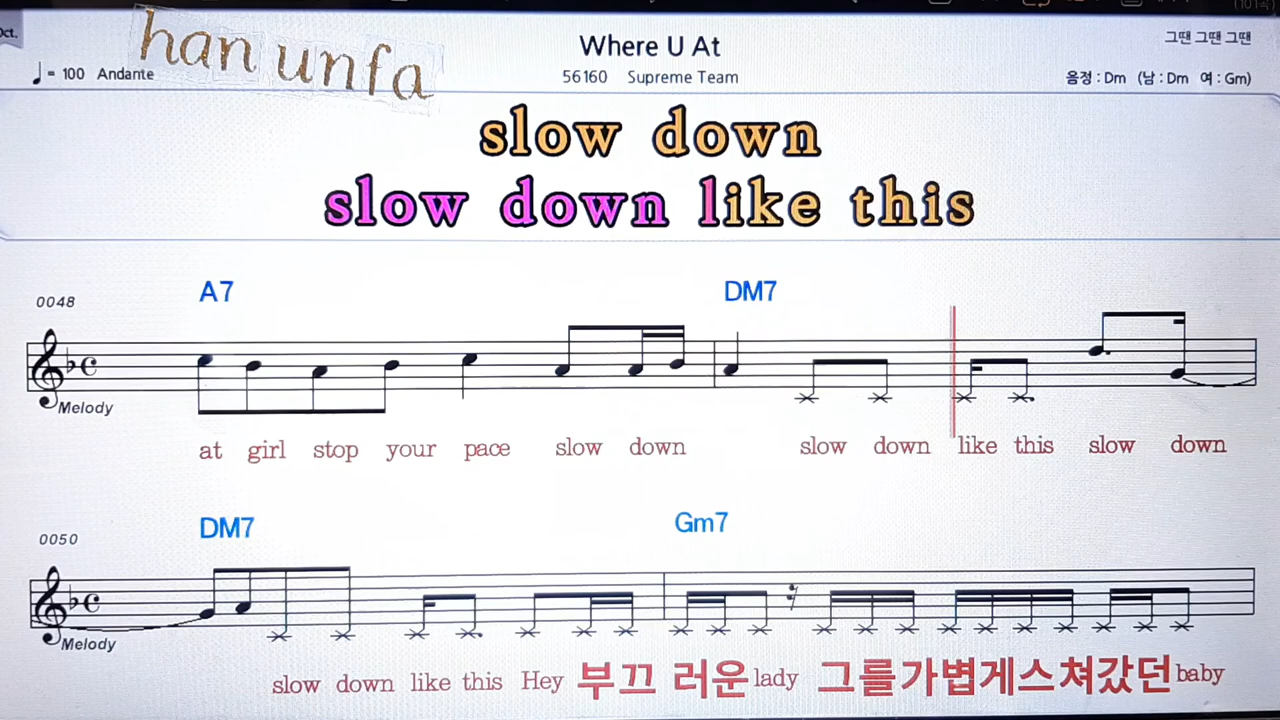 Oct.
han unfa
Where U At
그땐 그땐 그땐
♩= 100 Andante
56160 Supreme Team
음정 : Dm (남 : Dm 여 : Gm)
slow down
slow down like this
A7 DM7
0048
Melody
at girl stop your pace slow down slow down like this slow down
DM7 Gm7
0050
Melody
slow down like this Hey 부끄 러운 lady 그를가볍게스쳐갔던 baby